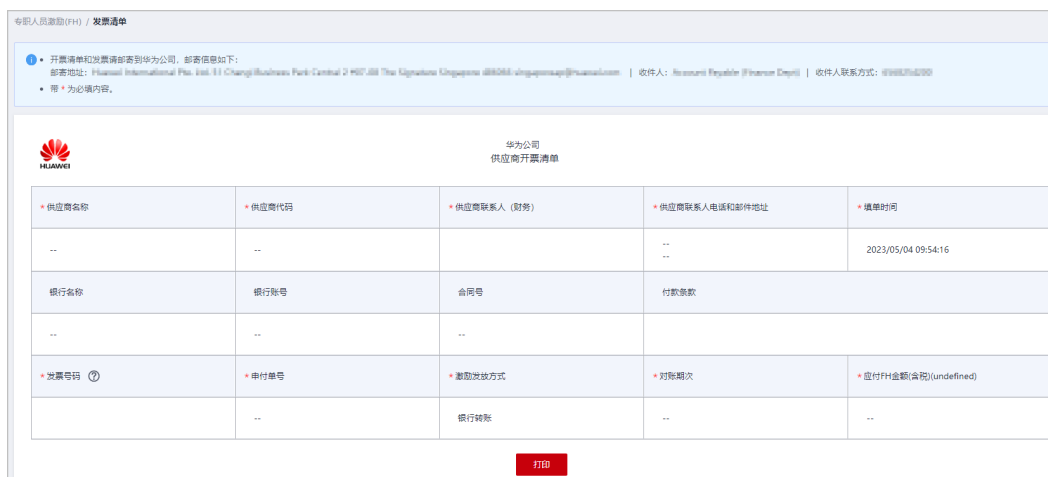 专职人员激励(FH) / 发票清单
• 开票清单和发票请邮寄到华为公司，邮寄信息如下：
邮寄地址： | 收件人： | 收件人联系方式：
• 带 * 为必填内容。
HUAWEI
华为公司
供应商开票清单
* 供应商名称 * 供应商代码 * 供应商联系人（财务） * 供应商联系人电话和邮件地址 * 填单时间
-- -- -- 2023/05/04 09:54:16
--
银行名称 银行账号 合同号 付款条款
-- -- --
* 发票号码 ? * 申付单号 * 激励发放方式 * 对账期次 * 应付FH金额(含税)(undefined)
-- 银行转账 -- --
打印